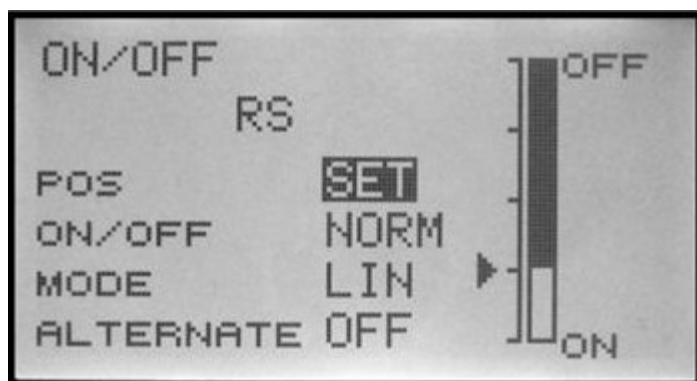 ON/OFF
OFF
RS
POS SET
ON/OFF NORM
MODE LIN
ALTERNATE OFF
ON